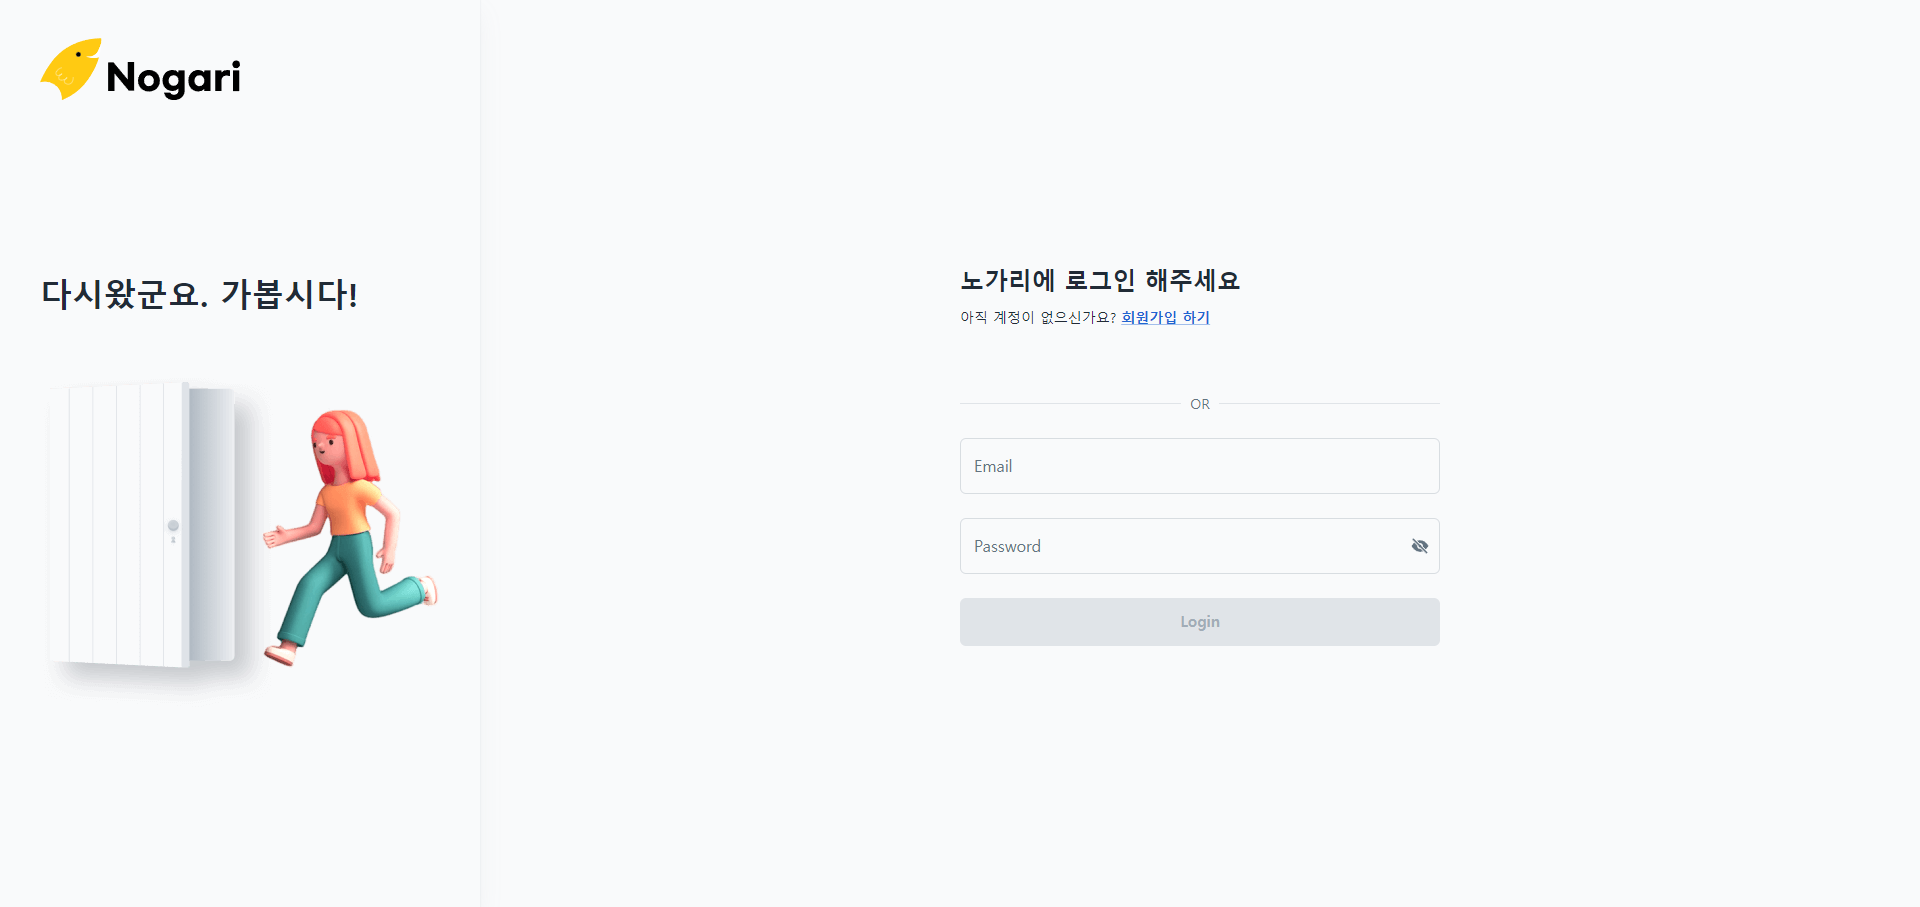 Nogari
다시왔군요. 가봅시다!
노가리에 로그인 해주세요
아직 계정이 없으신가요? 회원가입 하기
OR
Email
Password
Login